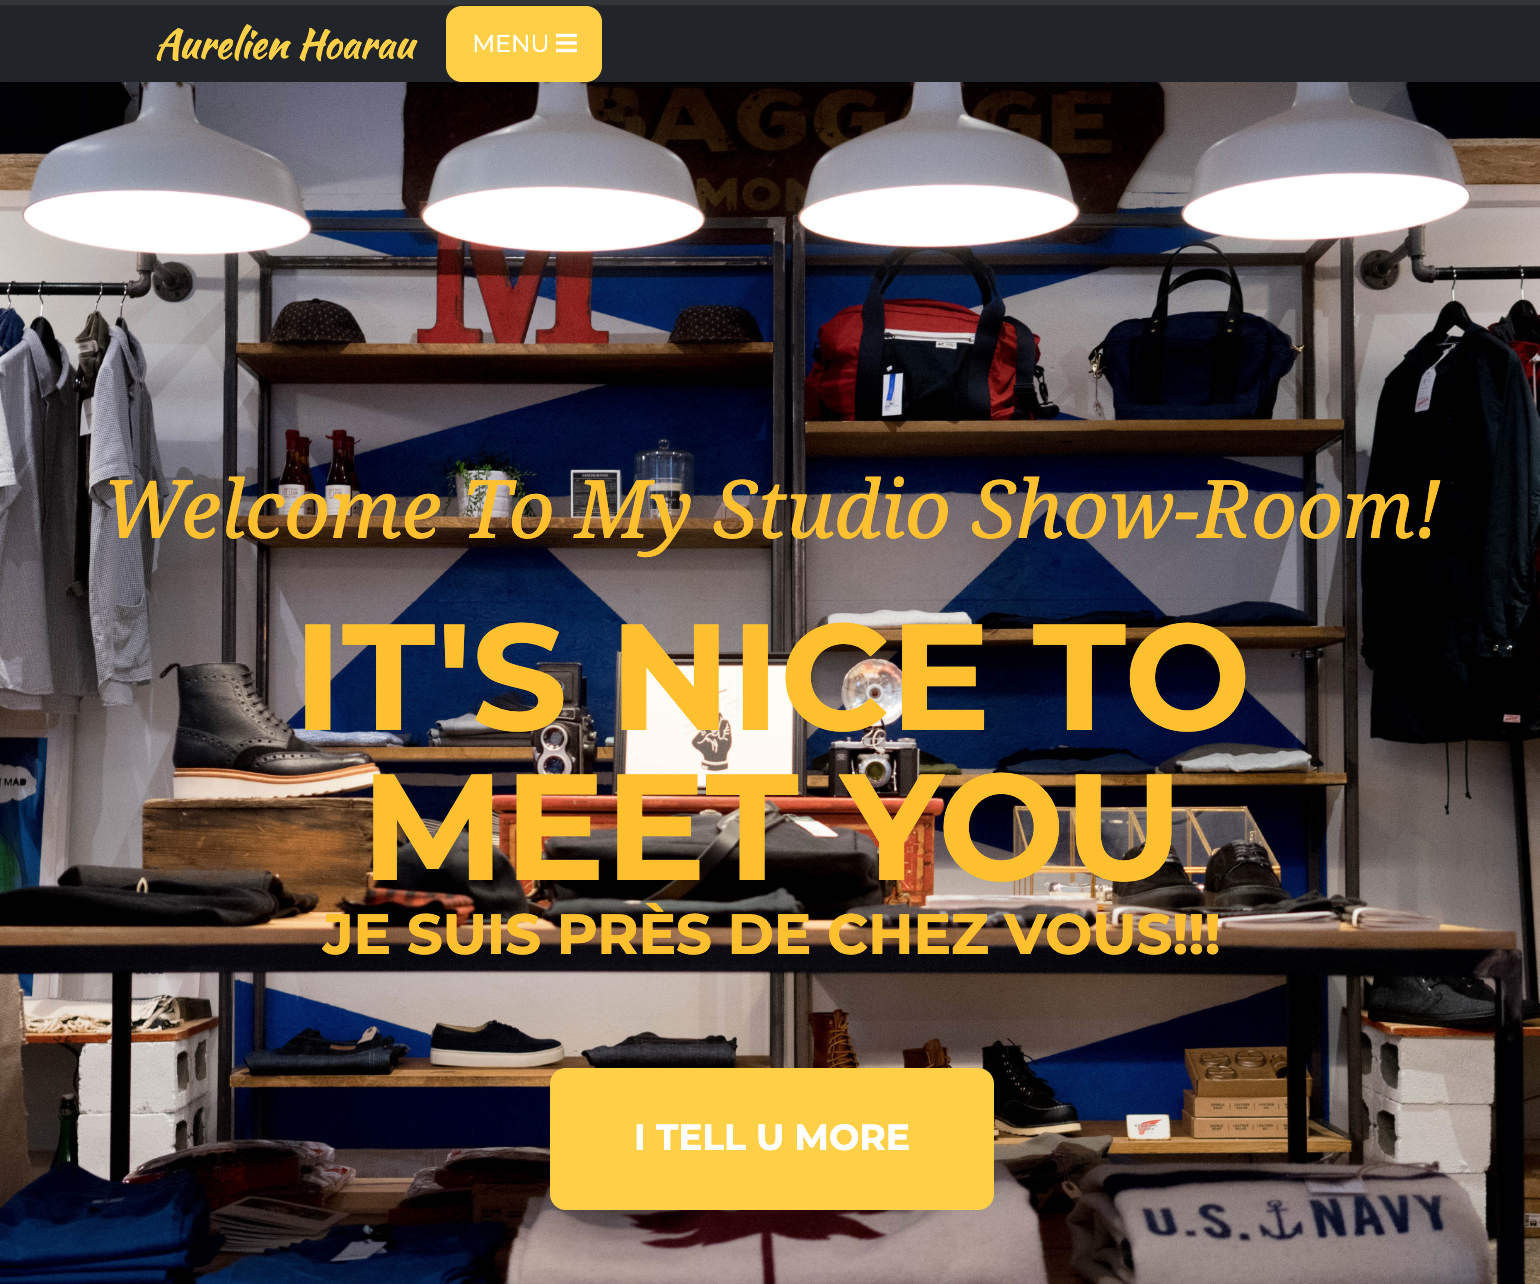 Aurelien Hoarau
MENU
BAGGAGE
M
Welcome To My Studio Show-Room!
IT'S NICE TO
MEET YOU
MAD
JE SUIS PRÈS DE CHEZ VOUS!!!
I TELL U MORE
U.S. NAVY